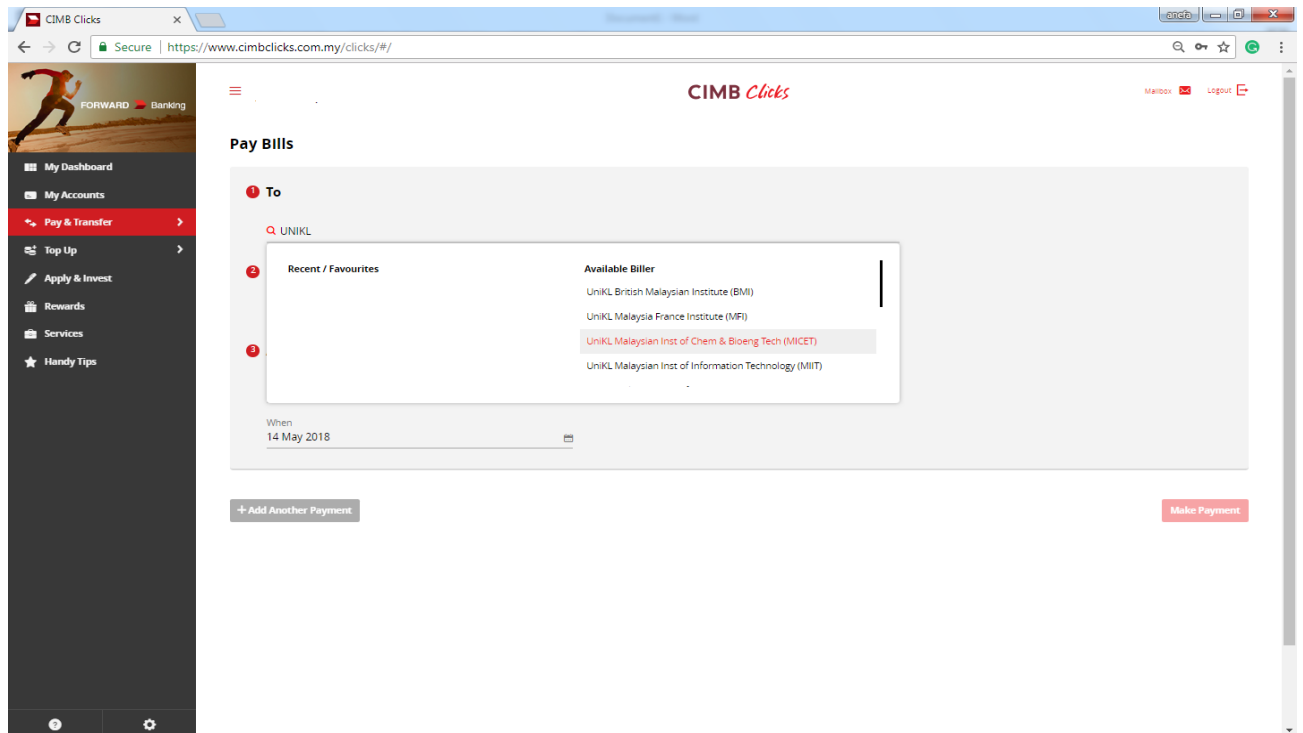 CIMB Clicks
Secure | https://www.cimbclicks.com.my/clicks/#/
FORWARD Banking
CIMB Clicks
Mailbox
Logout
My Dashboard
My Accounts
Pay & Transfer
Top Up
Apply & Invest
Rewards
Services
Handy Tips
Pay Bills
1 To
UNIKL
2
Recent / Favourites
Available Biller
UniKL British Malaysian Institute (BMI)
UniKL Malaysia France Institute (MFI)
UniKL Malaysian Inst of Chem & Bioeng Tech (MICET)
3
UniKL Malaysian Inst of Information Technology (MIIT)
When
14 May 2018
+ Add Another Payment
Make Payment